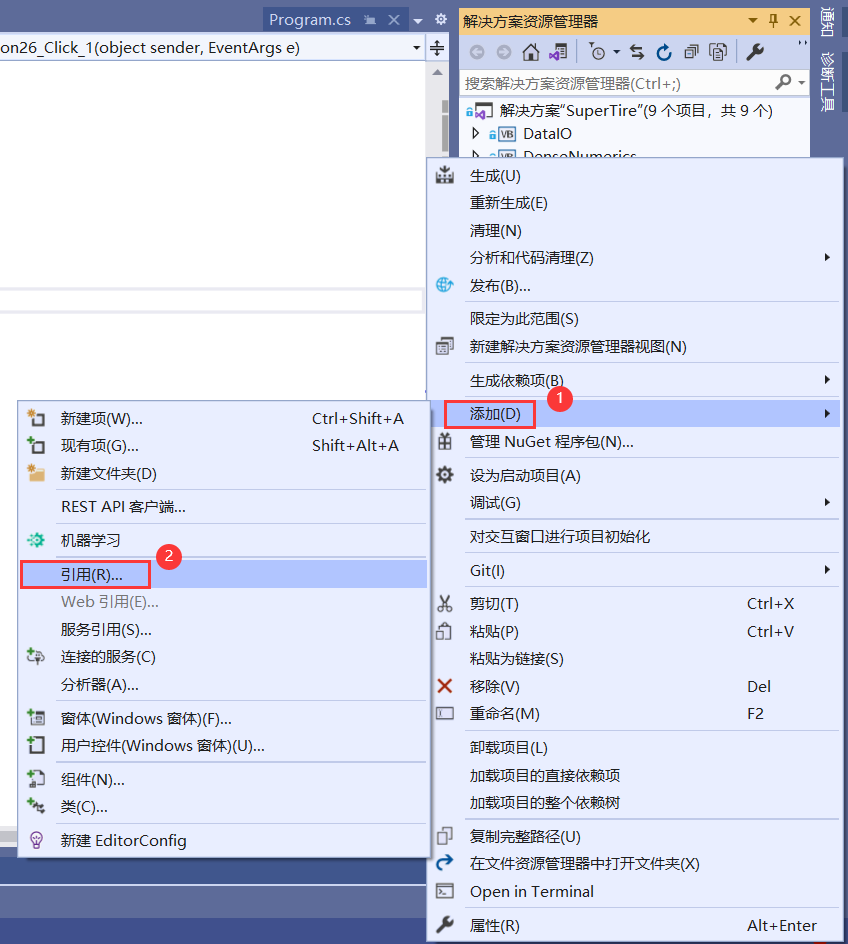 Program.cs
on26_Click_1(object sender, EventArgs e)
解决方案资源管理器
搜索解决方案资源管理器(Ctrl+;)
解决方案“SuperTire”(9 个项目，共 9 个)
VB DataIO
VB DenseNumerics
通知
诊断工具
生成(U)
重新生成(E)
清理(N)
分析和代码清理(Z)
发布(B)...
限定为此范围(S)
新建解决方案资源管理器视图(N)
生成依赖项(B)
1
添加(D)
管理 NuGet 程序包(N)...
设为启动项目(A)
调试(G)
对交互窗口进行项目初始化
Git(I)
剪切(T) Ctrl+X
粘贴(P) Ctrl+V
粘贴为链接(S)
移除(V) Del
重命名(M) F2
卸载项目(L)
加载项目的直接依赖项
加载项目的整个依赖树
复制完整路径(U)
在文件资源管理器中打开文件夹(X)
Open in Terminal
属性(R) Alt+Enter
新建项(W)... Ctrl+Shift+A
现有项(G)... Shift+Alt+A
新建文件夹(D)
REST API 客户端...
机器学习
2
引用(R)...
Web 引用(E)...
服务引用(S)...
连接的服务(C)
分析器(A)...
窗体(Windows 窗体)(F)...
用户控件(Windows 窗体)(U)...
组件(N)...
类(C)...
新建 EditorConfig